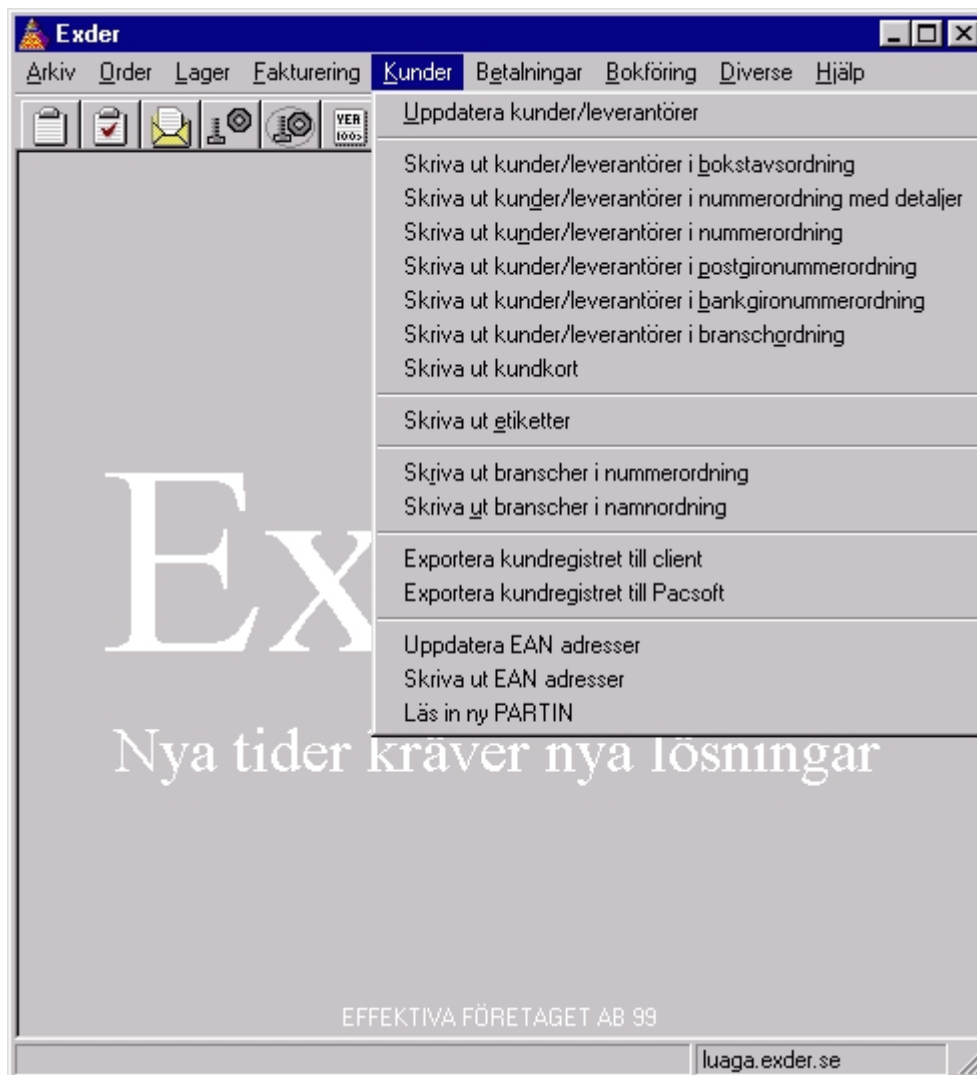 Exder
Arkiv Order Lager Fakturering Kunder Betalningar Bokföring Diverse Hjälp
VER
Uppdatera kunder/leverantörer
Skriva ut kunder/leverantörer i bokstavsordning
Skriva ut kunder/leverantörer i nummerordning med detaljer
Skriva ut kunder/leverantörer i nummerordning
Skriva ut kunder/leverantörer i postgironummerordning
Skriva ut kunder/leverantörer i bankgironummerordning
Skriva ut kunder/leverantörer i branschordning
Skriva ut kundkort
Skriva ut etiketter
Skriva ut branscher i nummerordning
Skriva ut branscher i namnordning
Exportera kundregistret till client
Exportera kundregistret till Pacsoft
Uppdatera EAN adresser
Skriva ut EAN adresser
Läs in ny PARTIN
Ex
Nya tider kräver nya lösningar
EFFEKTIVA FÖRETAGET AB 99
luaga.exder.se